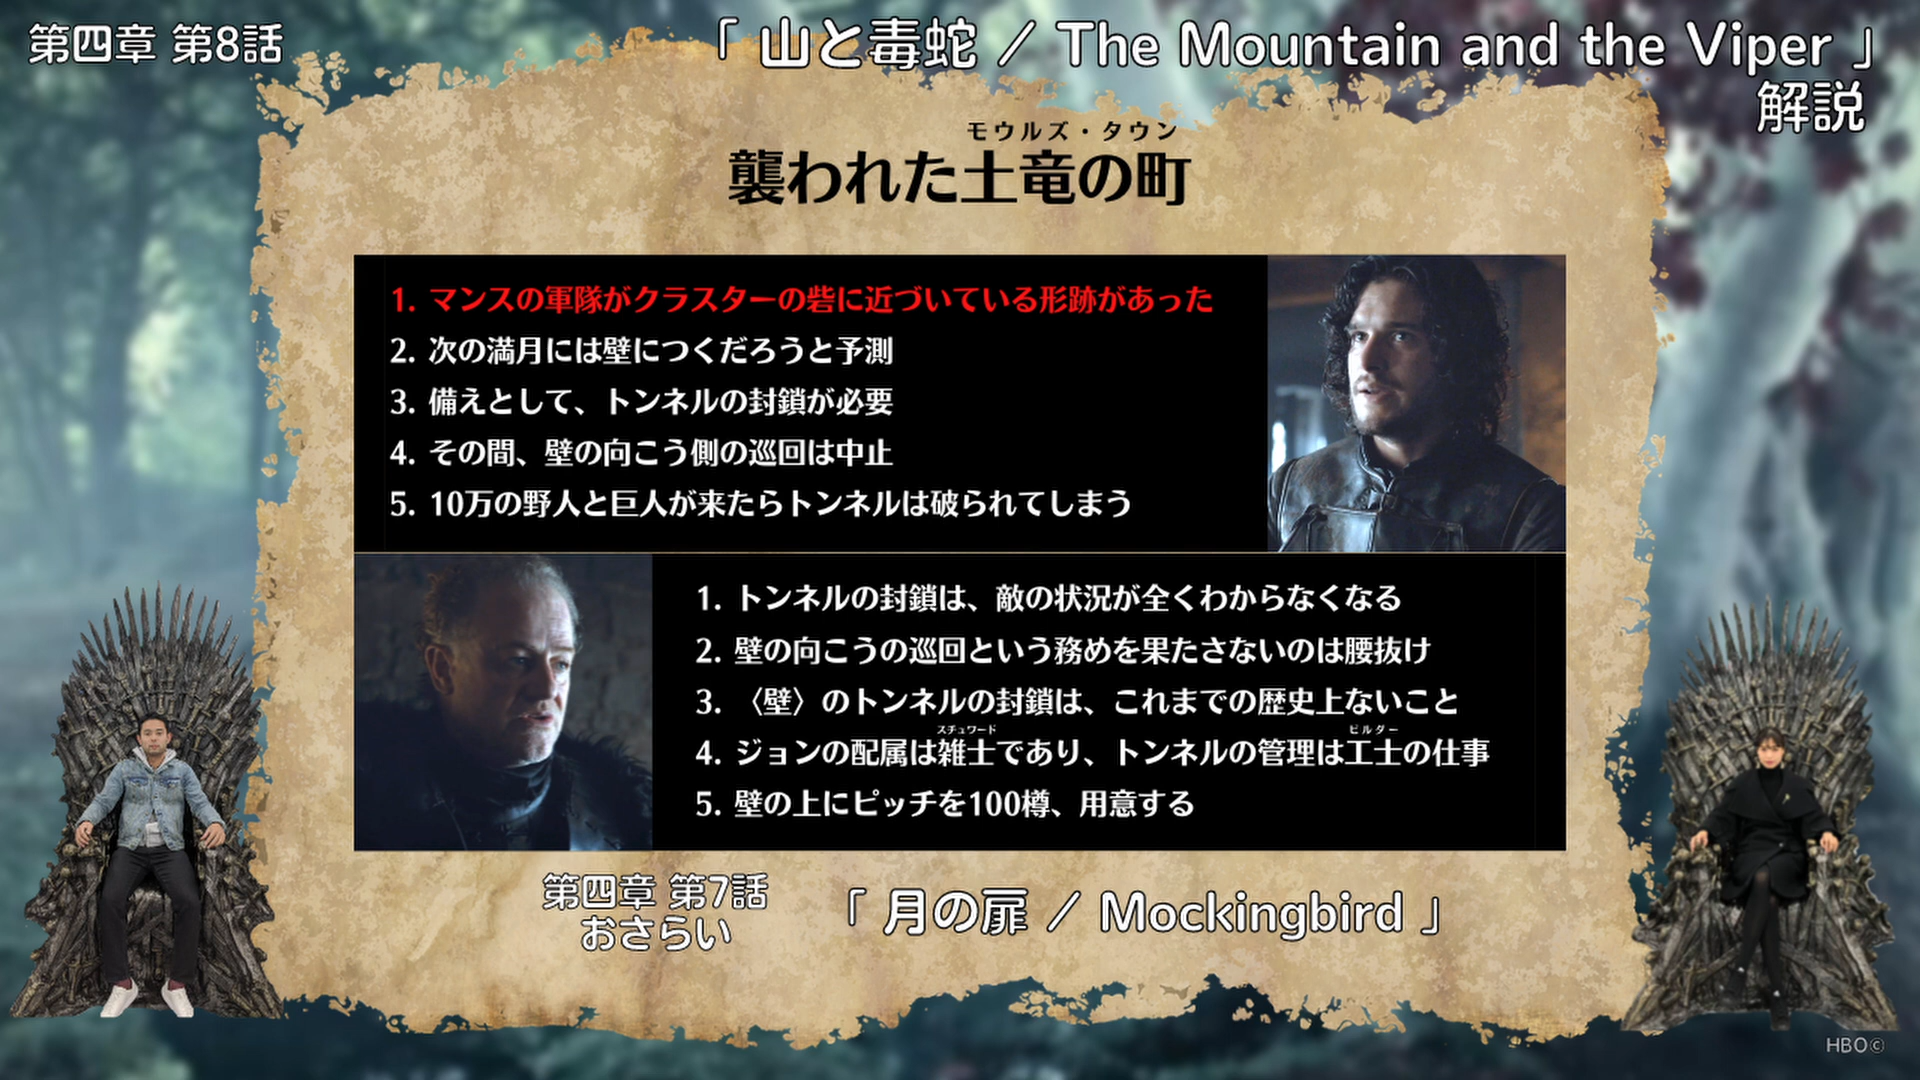 第四章 第8話
「 山と毒蛇 / The Mountain and the Viper 」
解説
モウルズ・タウン
襲われた土竜の町
1. マンスの軍隊がクラスターの砦に近づいている形跡があった
2. 次の満月には壁につくだろうと予測
3. 備えとして、トンネルの封鎖が必要
4. その間、壁の向こう側の巡回は中止
5. 10万の野人と巨人が来たらトンネルは破られてしまう
1. トンネルの封鎖は、敵の状況が全くわからなくなる
2. 壁の向こうの巡回という務めを果たさないのは腰抜け
3. 〈壁〉のトンネルの封鎖は、これまでの歴史上ないこと
スチュワード ビルダー
4. ジョンの配属は雑士であり、トンネルの管理は工士の仕事
5. 壁の上にピッチを100樽、用意する
第四章 第7話
おさらい
「 月の扉 / Mockingbird 」
HBO©